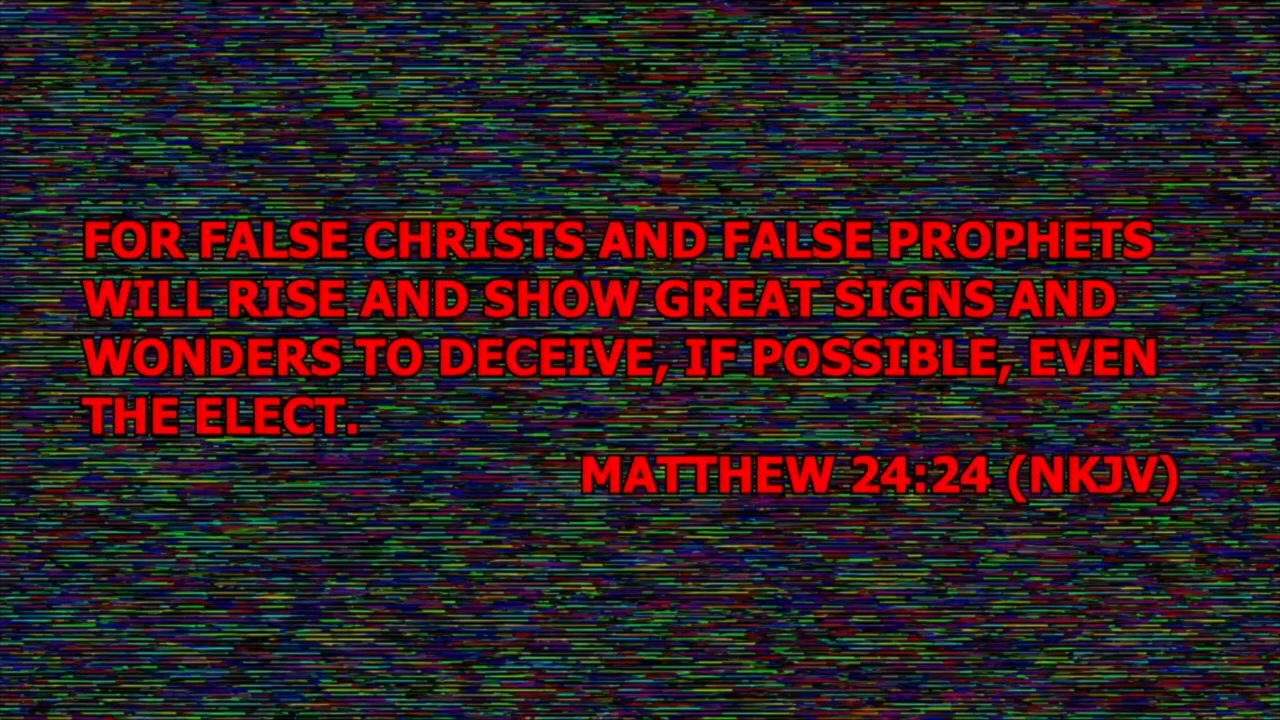 FOR FALSE CHRISTS AND FALSE PROPHETS
WILL RISE AND SHOW GREAT SIGNS AND
WONDERS TO DECEIVE, IF POSSIBLE, EVEN
THE ELECT.
MATTHEW 24:24 (NKJV)